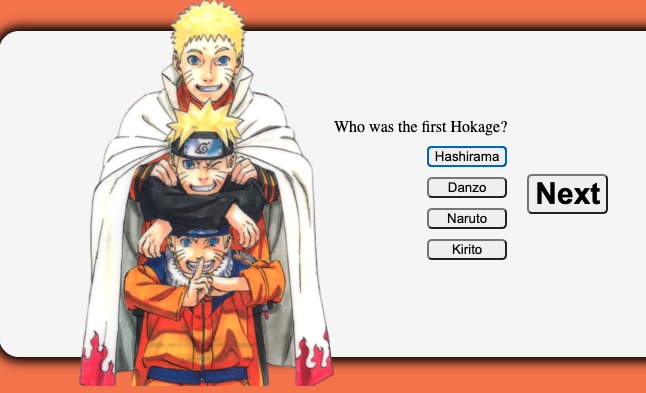 Who was the first Hokage?
Hashirama
Danzo
Next
Naruto
Kirito